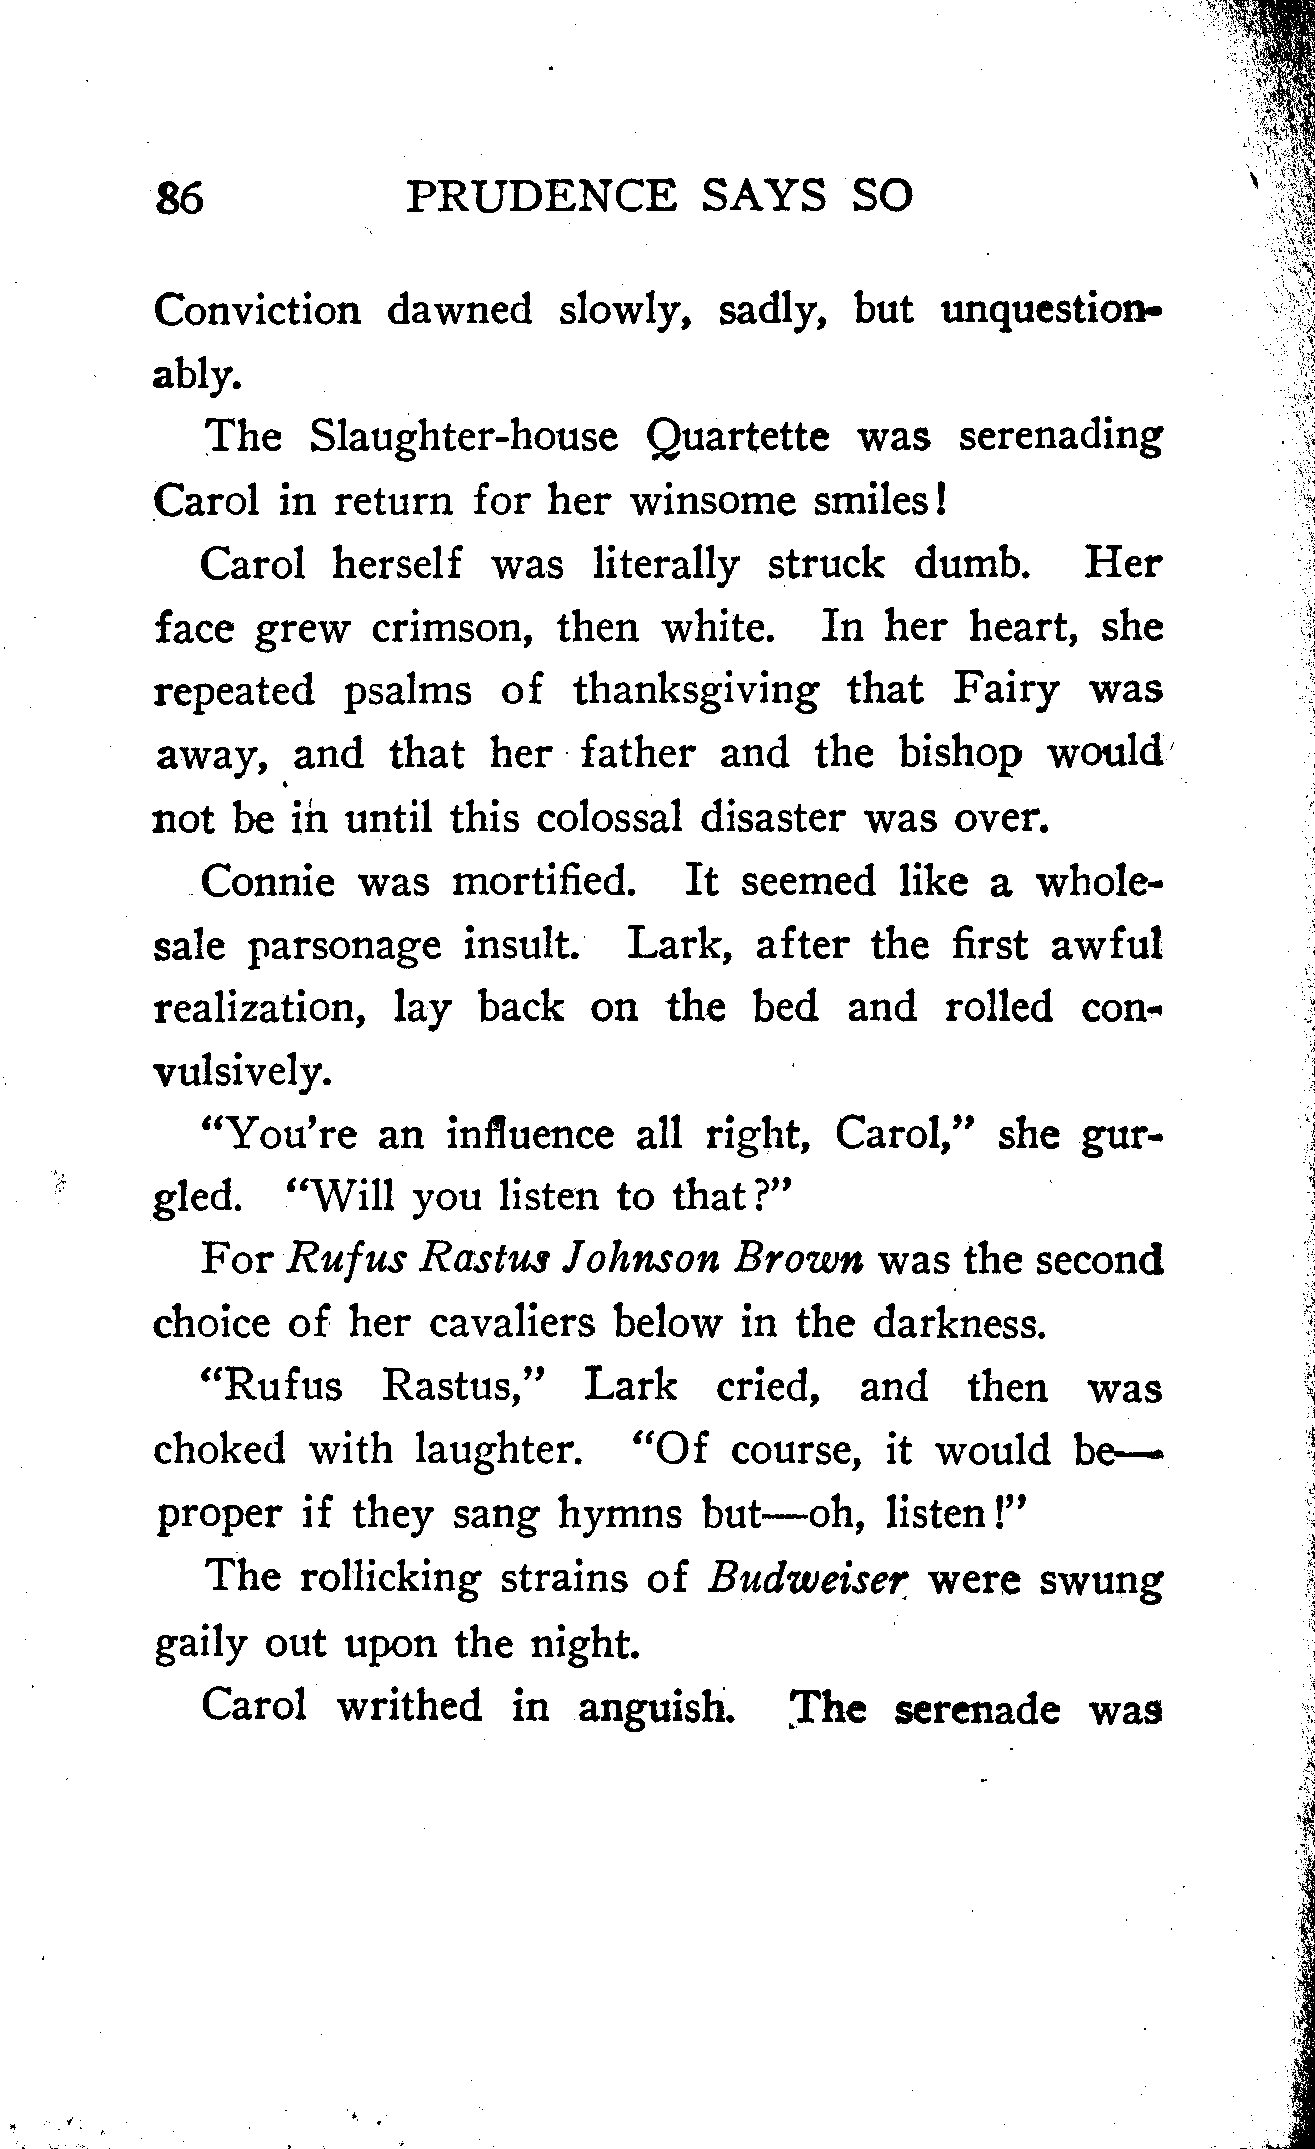 86 PRUDENCE SAYS SO
Conviction dawned slowly, sadly, but unquestion-
ably.
The Slaughter-house Quartette was serenading
Carol in return for her winsome smiles!
Carol herself was literally struck dumb. Her
face grew crimson, then white. In her heart, she
repeated psalms of thanksgiving that Fairy was
away, and that her father and the bishop would
not be in until this colossal disaster was over.
Connie was mortified. It seemed like a whole-
sale parsonage insult. Lark, after the first awful
realization, lay back on the bed and rolled con-
vulsively.
“You’re an influence all right, Carol,” she gur-
gled. “Will you listen to that?”
For Rufus Rastus Johnson Brown was the second
choice of her cavaliers below in the darkness.
“Rufus Rastus,” Lark cried, and then was
choked with laughter. “Of course, it would be—
proper if they sang hymns but—oh, listen!”
The rollicking strains of Budweiser were swung
gaily out upon the night.
Carol writhed in anguish. The serenade was